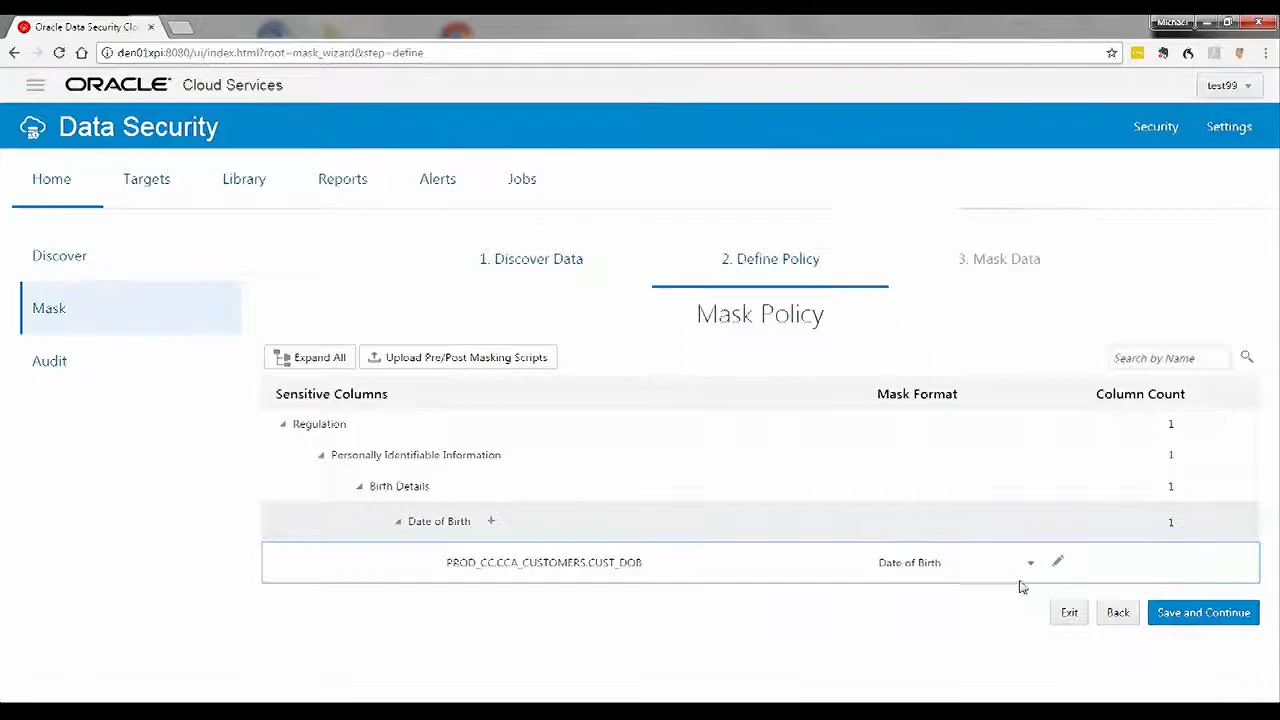 Oracle Data Security Clo
Michael
den01xpi:8080/ui/index.html?root=mask_wizard&step=define
ORACLE Cloud Services
test99
Data Security
Security
Settings
Home
Targets
Library
Reports
Alerts
Jobs
Discover
Mask
Audit
1. Discover Data
2. Define Policy
3. Mask Data
Mask Policy
Expand All
Upload Pre/Post Masking Scripts
Search by Name
Sensitive Columns
Mask Format
Column Count
Regulation
1
Personally Identifiable Information
1
Birth Details
1
Date of Birth +
1
PROD_CC.CCA_CUSTOMERS.CUST_DOB
Date of Birth
Exit
Back
Save and Continue